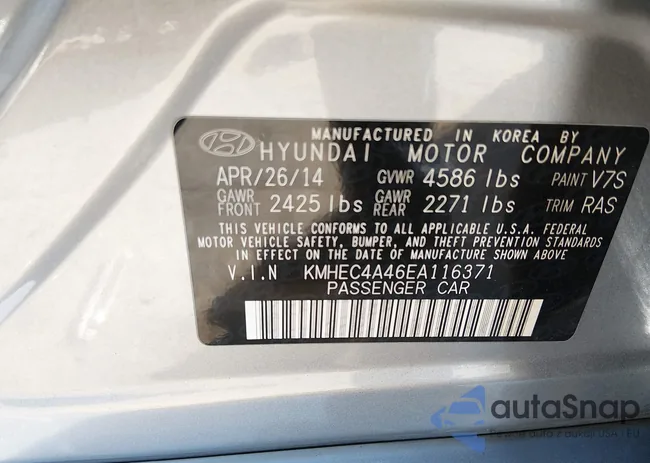 MANUFACTURED IN KOREA BY
HYUNDAI MOTOR COMPANY
APR/26/14 GVWR 4586 lbs PAINT V7S
GAWR FRONT 2425 lbs GAWR REAR 2271 lbs TRIM RAS
THIS VEHICLE CONFORMS TO ALL APPLICABLE U.S.A. FEDERAL
MOTOR VEHICLE SAFETY, BUMPER, AND THEFT PREVENTION STANDARDS
IN EFFECT ON THE DATE OF MANUFACTURE SHOWN ABOVE
V.I.N KMHEC4A46EA116371
PASSENGER CAR
autaSnap